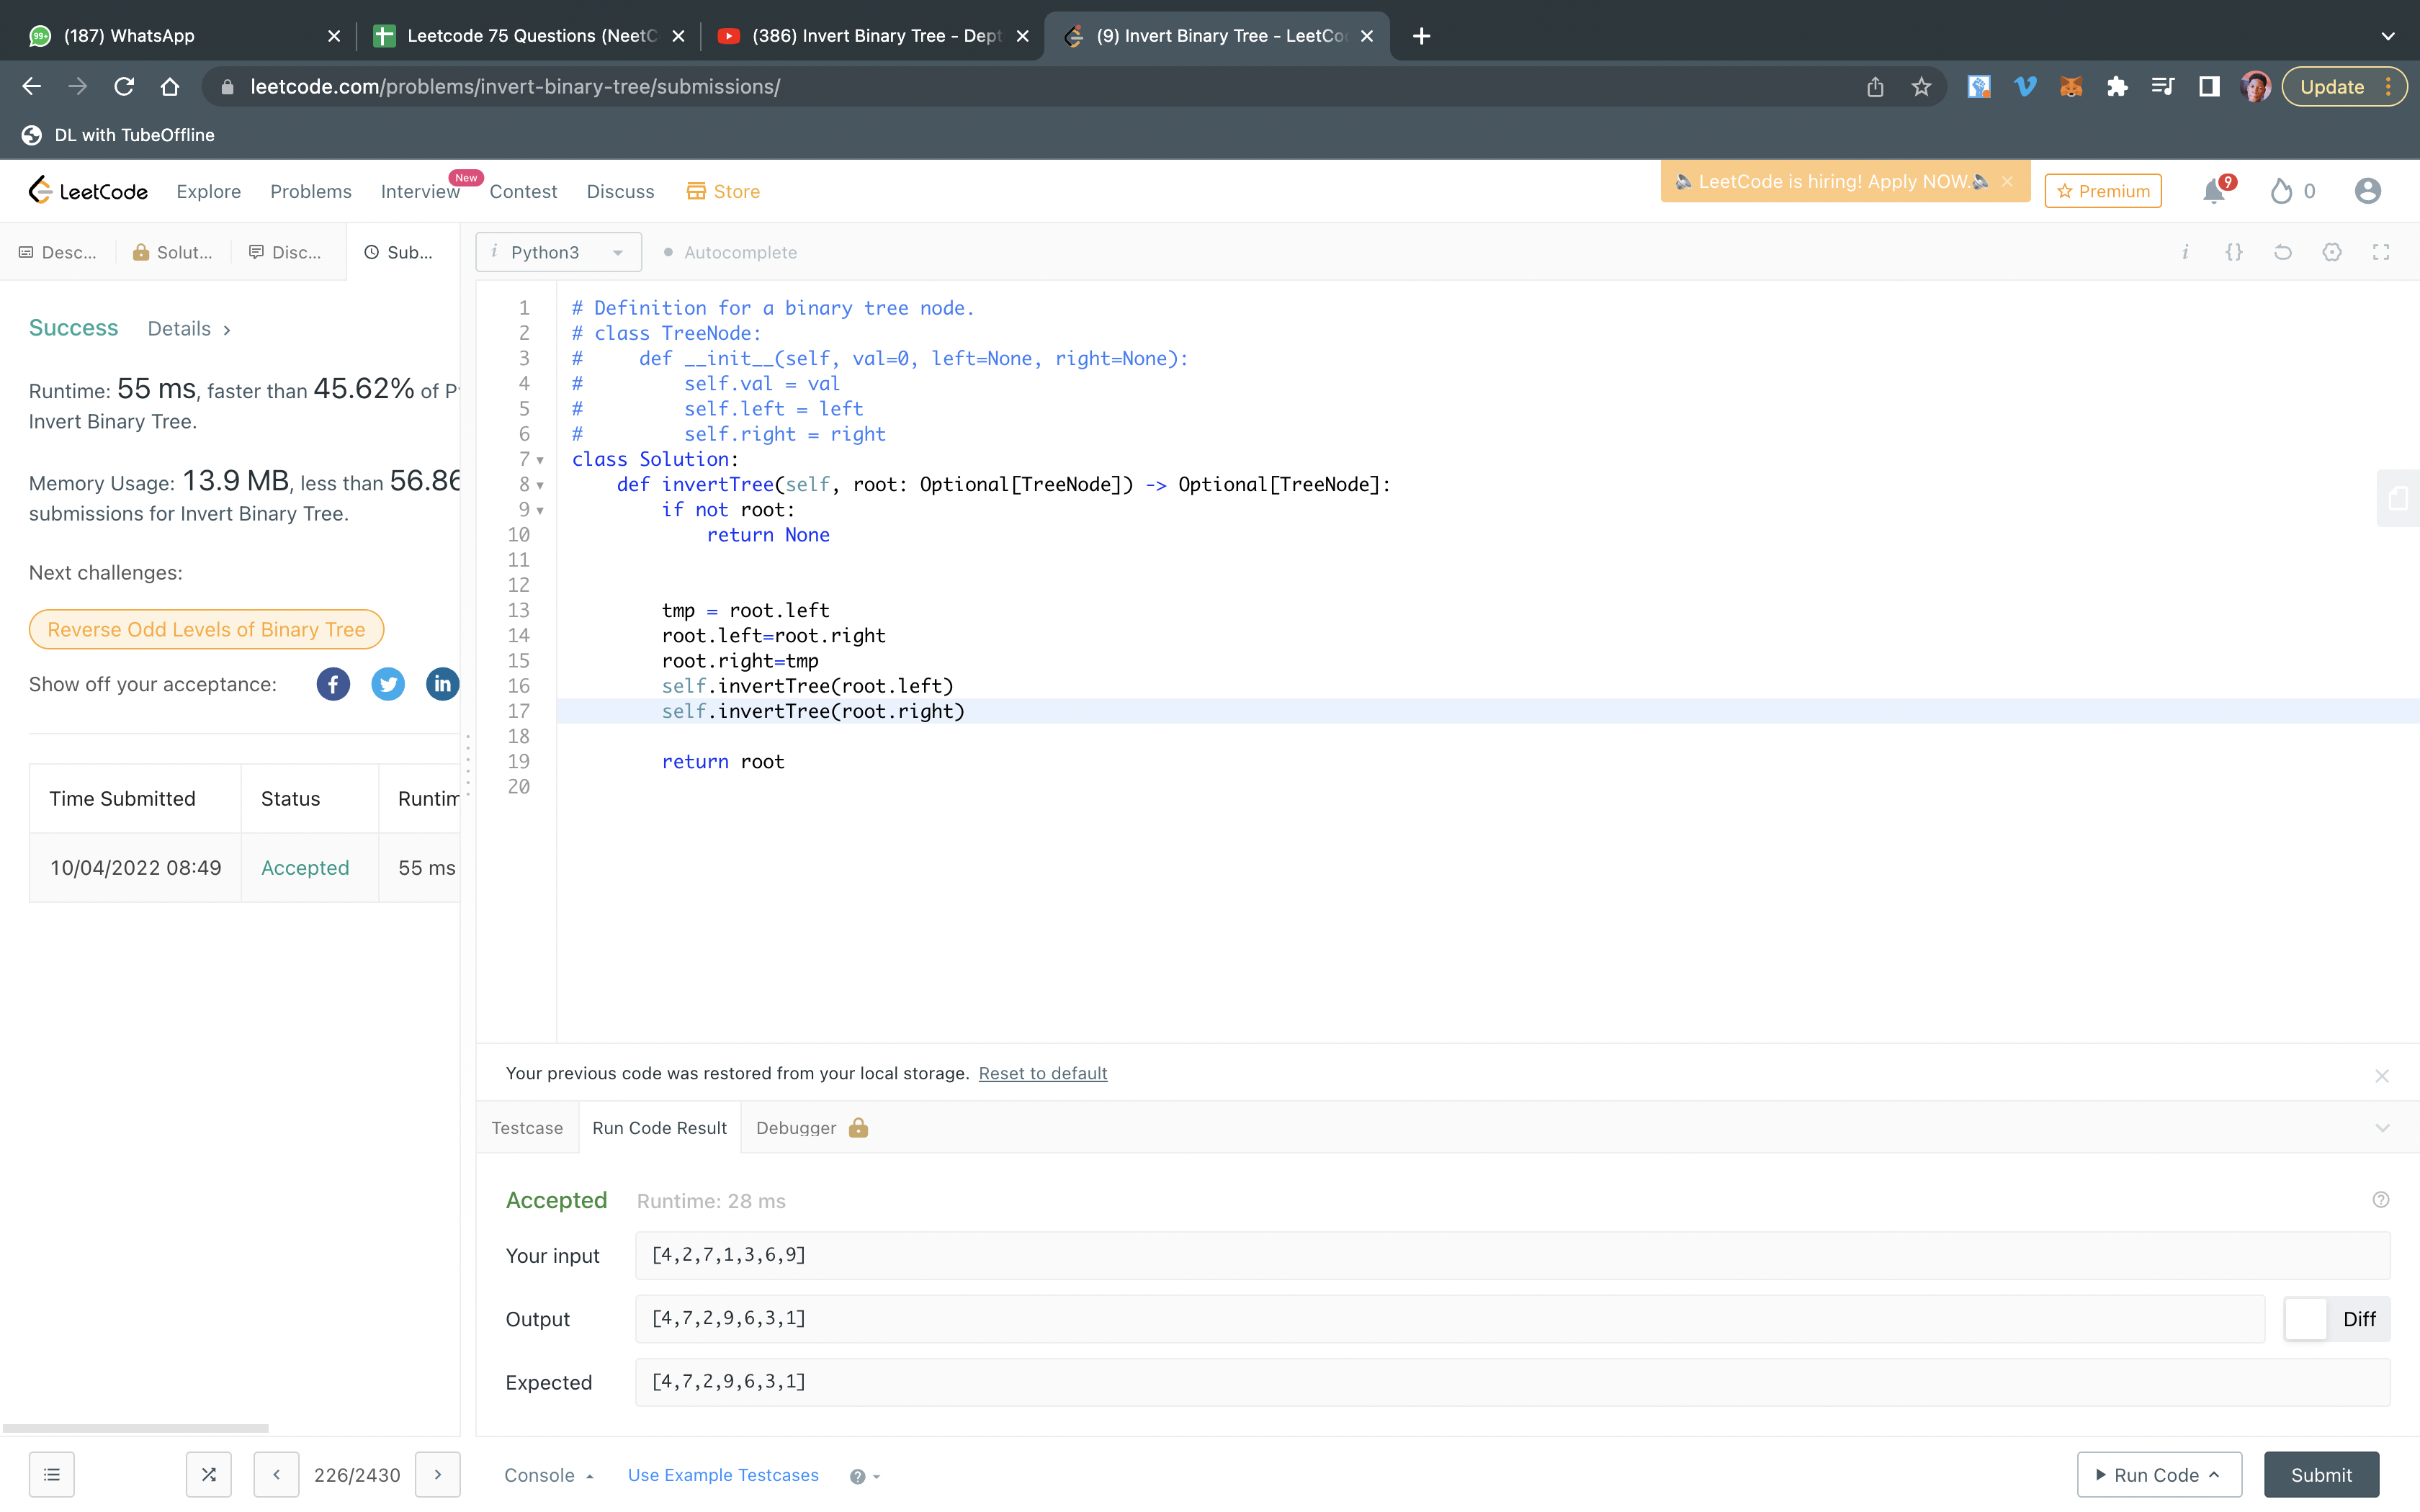 (187) WhatsApp
Leetcode 75 Questions (NeetC
(386) Invert Binary Tree - Dept
(9) Invert Binary Tree - LeetCo
leetcode.com/problems/invert-binary-tree/submissions/
Update
DL with TubeOffline
LeetCode
Explore
Problems
Interview
New
Contest
Discuss
Store
LeetCode is hiring! Apply NOW.
Premium
9
0
Desc...
Solut...
Disc...
Sub...
i Python3
Autocomplete
i {}
Success
Details >
Runtime: 55 ms, faster than 45.62% of P
Invert Binary Tree.
Memory Usage: 13.9 MB, less than 56.86
submissions for Invert Binary Tree.
Next challenges:
Reverse Odd Levels of Binary Tree
Show off your acceptance:
Time Submitted Status Runtim
10/04/2022 08:49 Accepted 55 ms
1 # Definition for a binary tree node.
2 # class TreeNode:
3 #     def __init__(self, val=0, left=None, right=None):
4 #         self.val = val
5 #         self.left = left
6 #         self.right = right
7 class Solution:
8     def invertTree(self, root: Optional[TreeNode]) -> Optional[TreeNode]:
9         if not root:
10             return None
11
12
13         tmp = root.left
14         root.left=root.right
15         root.right=tmp
16         self.invertTree(root.left)
17         self.invertTree(root.right)
18
19         return root
20
Your previous code was restored from your local storage. Reset to default
Testcase
Run Code Result
Debugger
Accepted Runtime: 28 ms
Your input [4,2,7,1,3,6,9]
Output [4,7,2,9,6,3,1]
Diff
Expected [4,7,2,9,6,3,1]
226/2430
Console
Use Example Testcases
Run Code
Submit